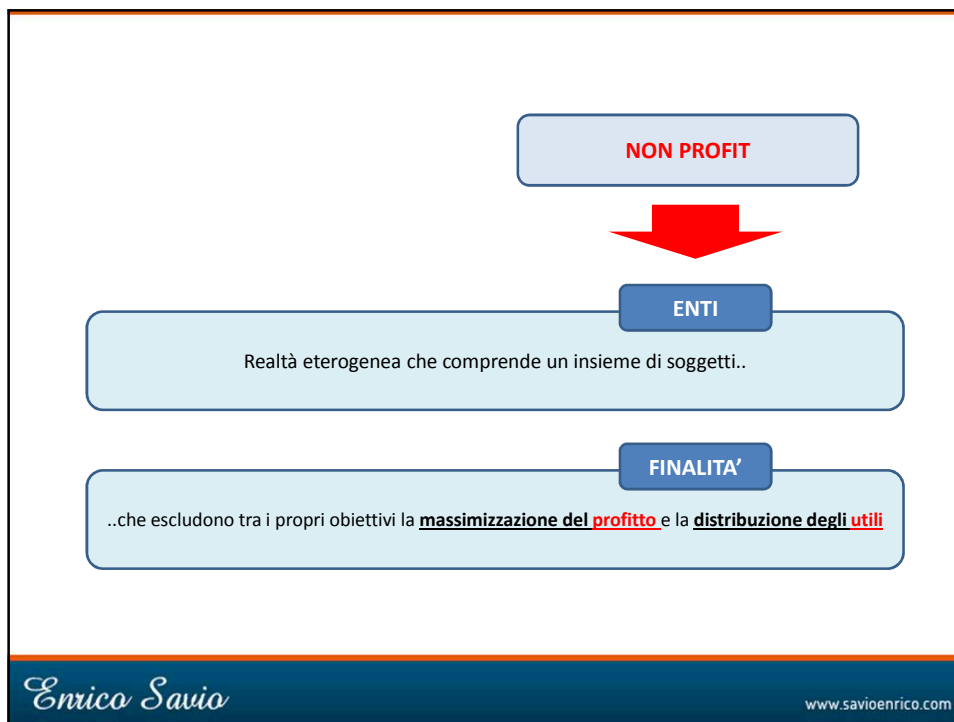 NON PROFIT
ENTI
Realtà eterogenea che comprende un insieme di soggetti..
FINALITA’
..che escludono tra i propri obiettivi la massimizzazione del profitto e la distribuzione degli utili
Enrico Savio
www.savioenrico.com